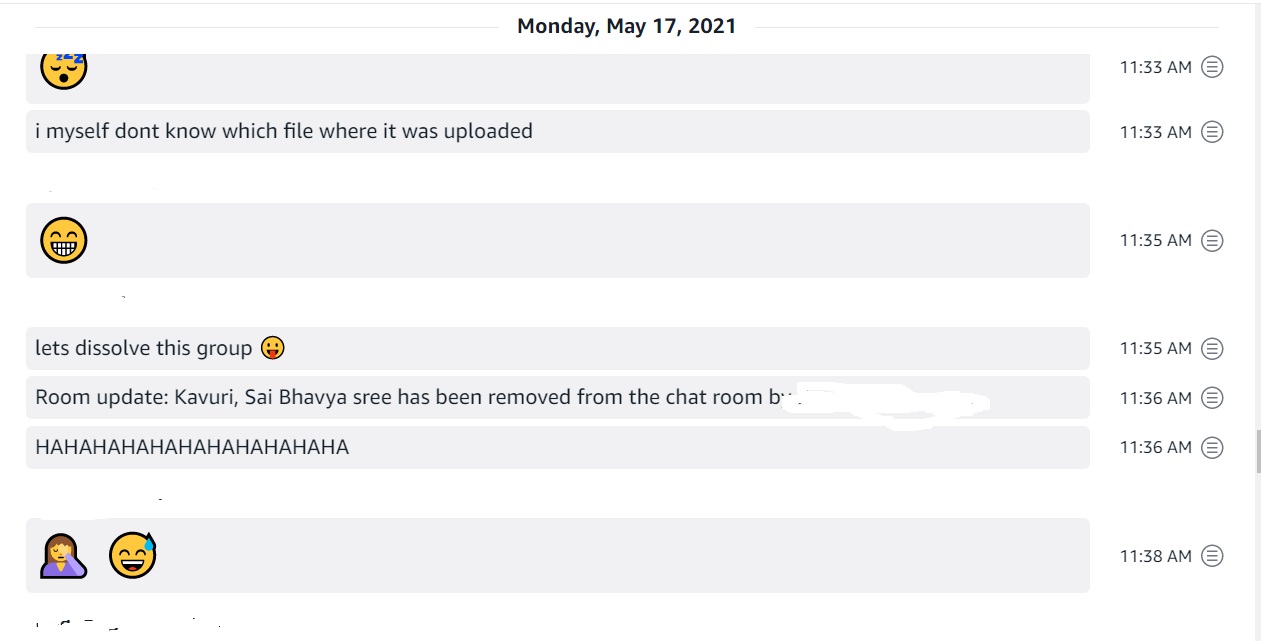 Monday, May 17, 2021
😴 11:33 AM
i myself dont know which file where it was uploaded 11:33 AM
😁 11:35 AM
lets dissolve this group 😛 11:35 AM
Room update: Kavuri, Sai Bhavya sree has been removed from the chat room by 11:36 AM
HAHAHAHAHAHAHAHAHAHAHA 11:36 AM
🤦‍♀️ 😅 11:38 AM